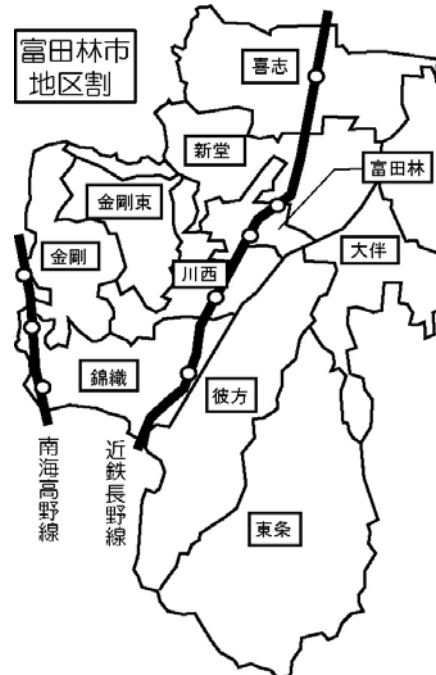 富田林市
地区割
喜志
新堂
富田林
金剛東
大伴
金剛
川西
錦織
彼方
南海高野線
近鉄長野線
東条